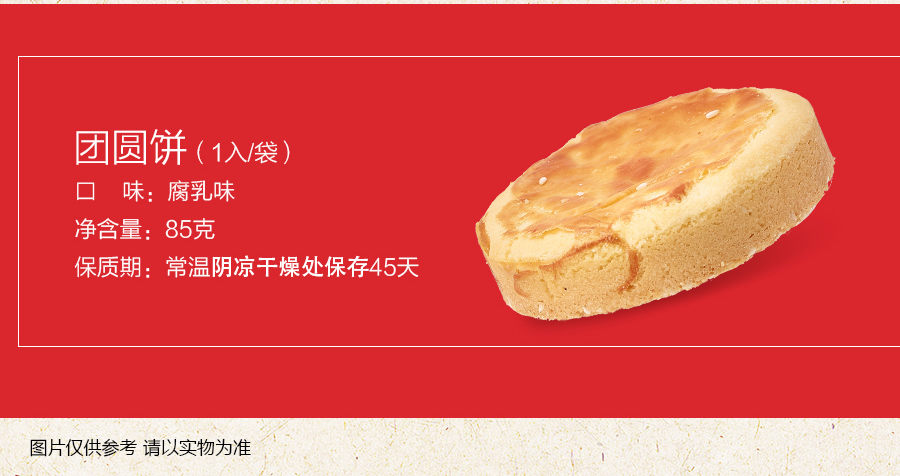 团圆饼（1入/袋）
口 味：腐乳味
净含量：85克
保质期：常温阴凉干燥处保存45天
图片仅供参考 请以实物为准